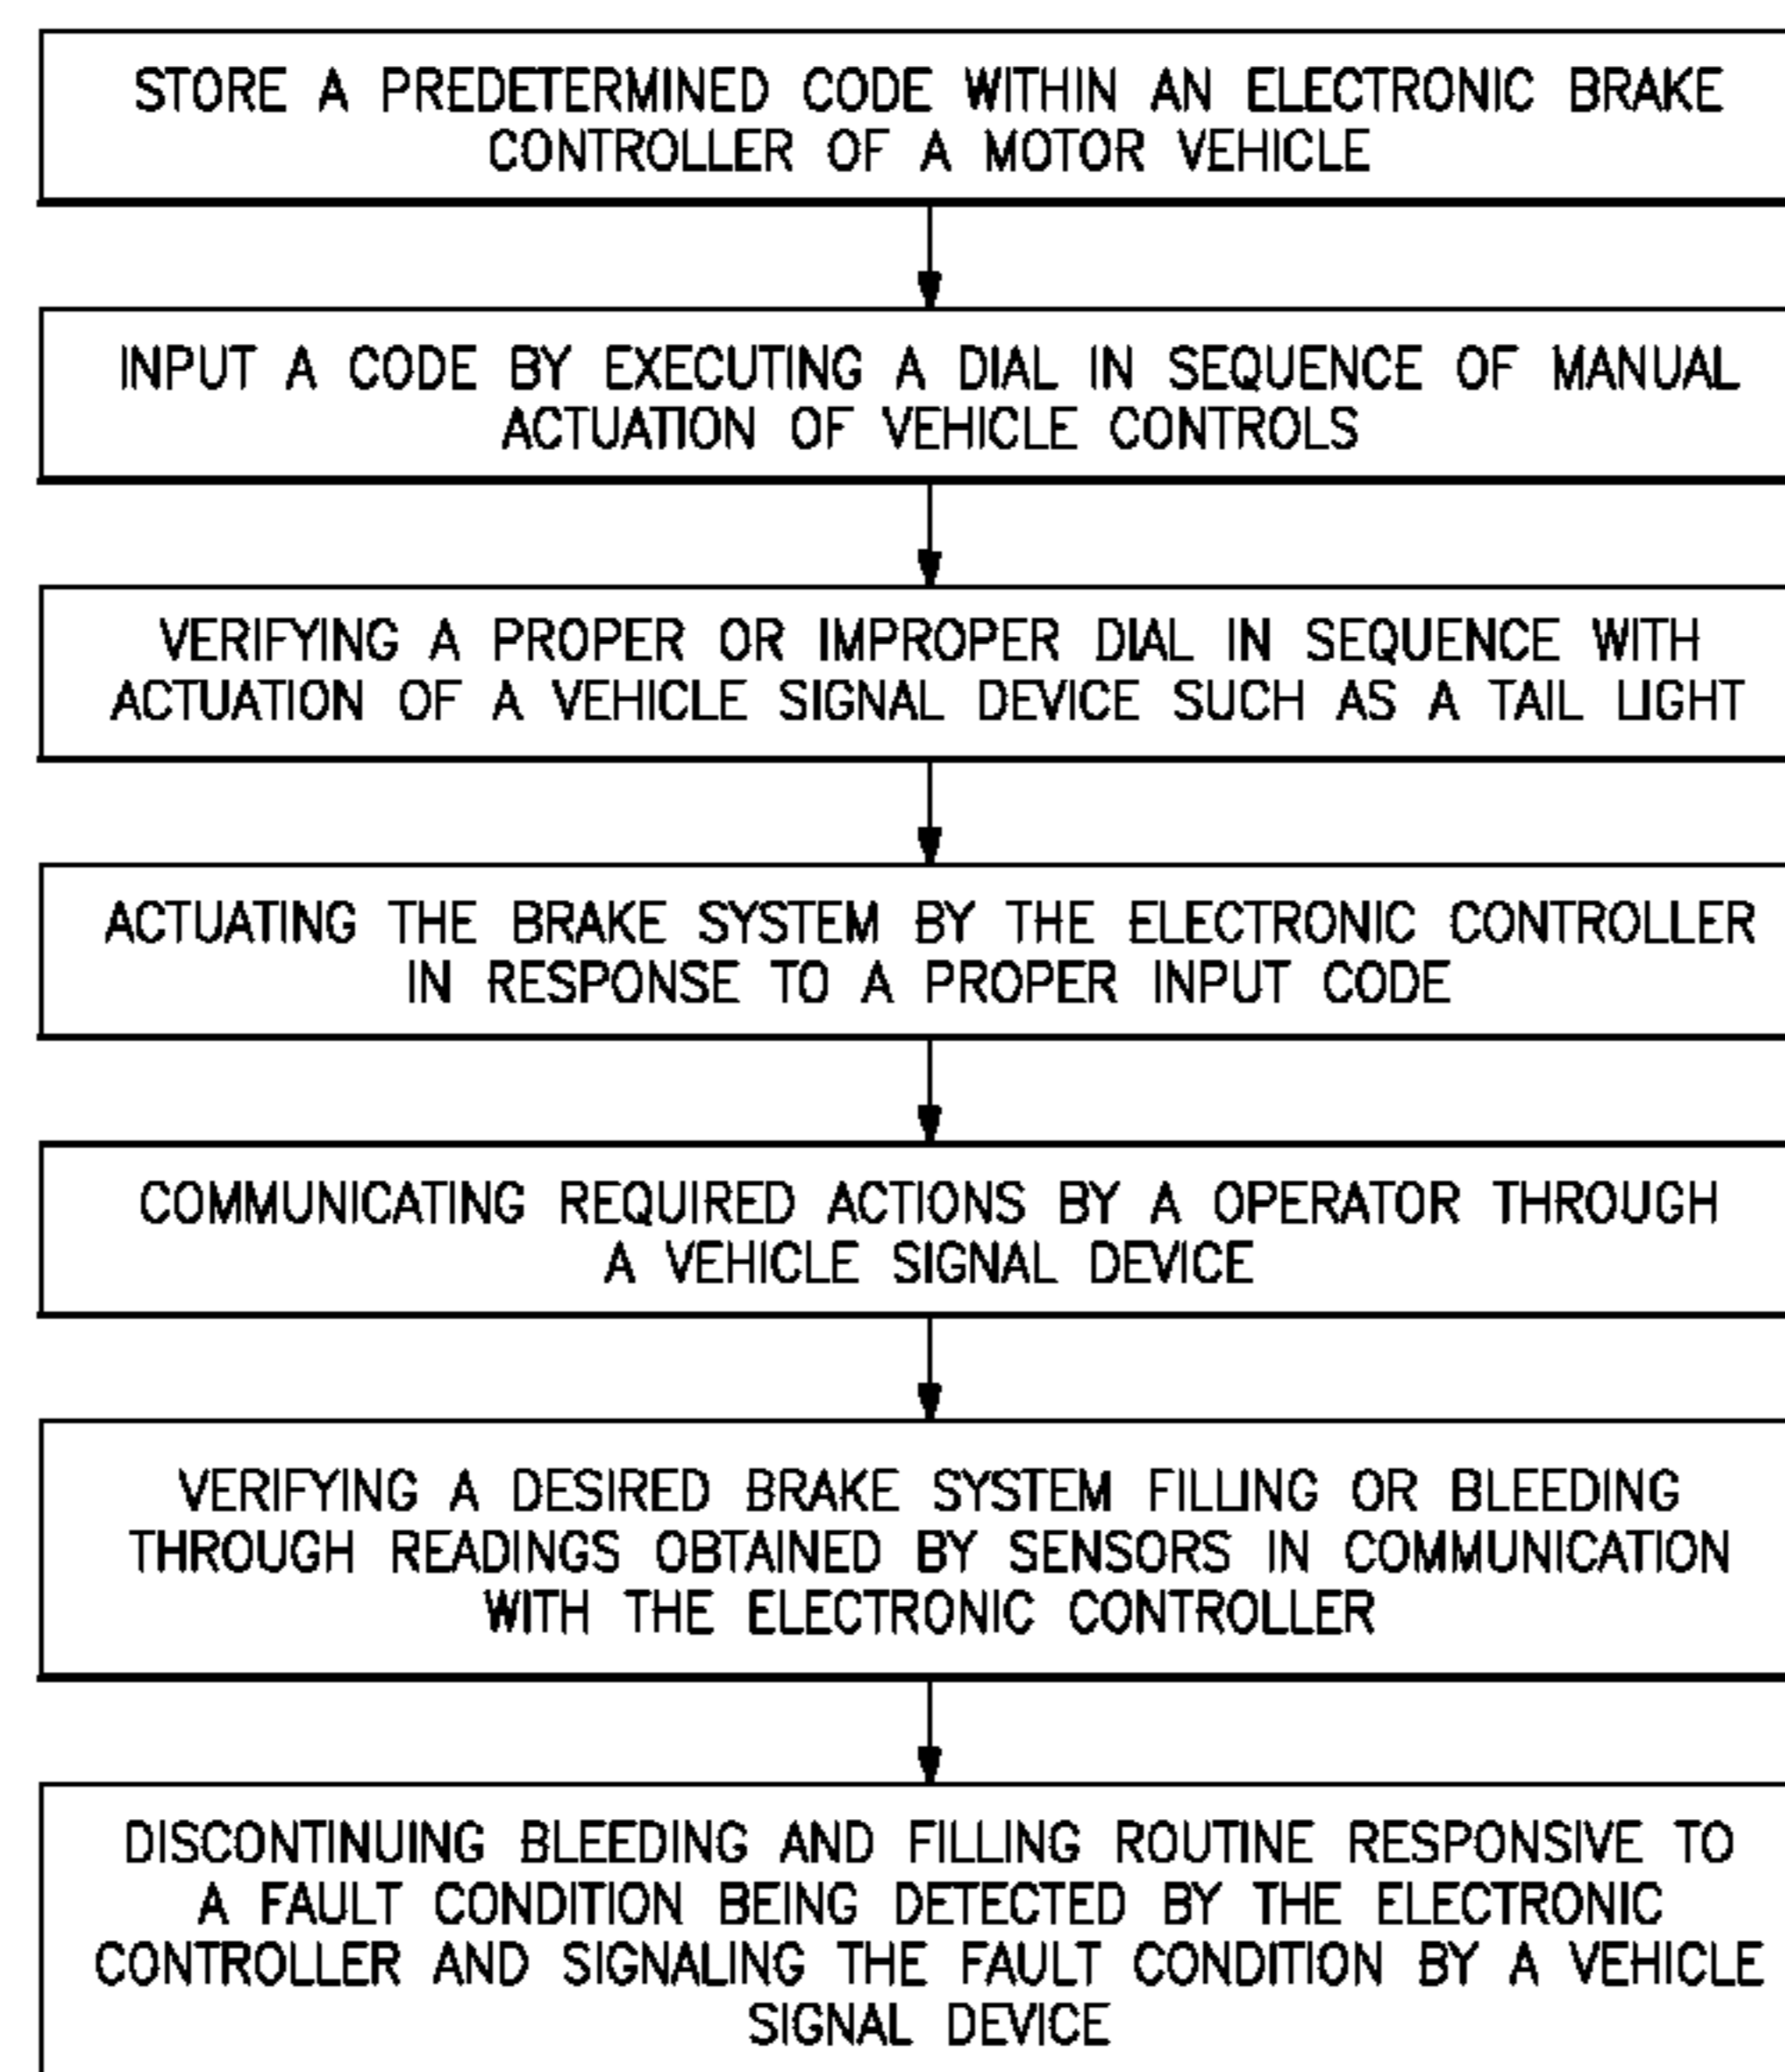 STORE A PREDETERMINED CODE WITHIN AN ELECTRONIC BRAKE
CONTROLLER OF A MOTOR VEHICLE
INPUT A CODE BY EXECUTING A DIAL IN SEQUENCE OF MANUAL
ACTUATION OF VEHICLE CONTROLS
VERIFYING A PROPER OR IMPROPER DIAL IN SEQUENCE WITH
ACTUATION OF A VEHICLE SIGNAL DEVICE SUCH AS A TAIL LIGHT
ACTUATING THE BRAKE SYSTEM BY THE ELECTRONIC CONTROLLER
IN RESPONSE TO A PROPER INPUT CODE
COMMUNICATING REQUIRED ACTIONS BY A OPERATOR THROUGH
A VEHICLE SIGNAL DEVICE
VERIFYING A DESIRED BRAKE SYSTEM FILLING OR BLEEDING
THROUGH READINGS OBTAINED BY SENSORS IN COMMUNICATION
WITH THE ELECTRONIC CONTROLLER
DISCONTINUING BLEEDING AND FILLING ROUTINE RESPONSIVE TO
A FAULT CONDITION BEING DETECTED BY THE ELECTRONIC
CONTROLLER AND SIGNALING THE FAULT CONDITION BY A VEHICLE
SIGNAL DEVICE